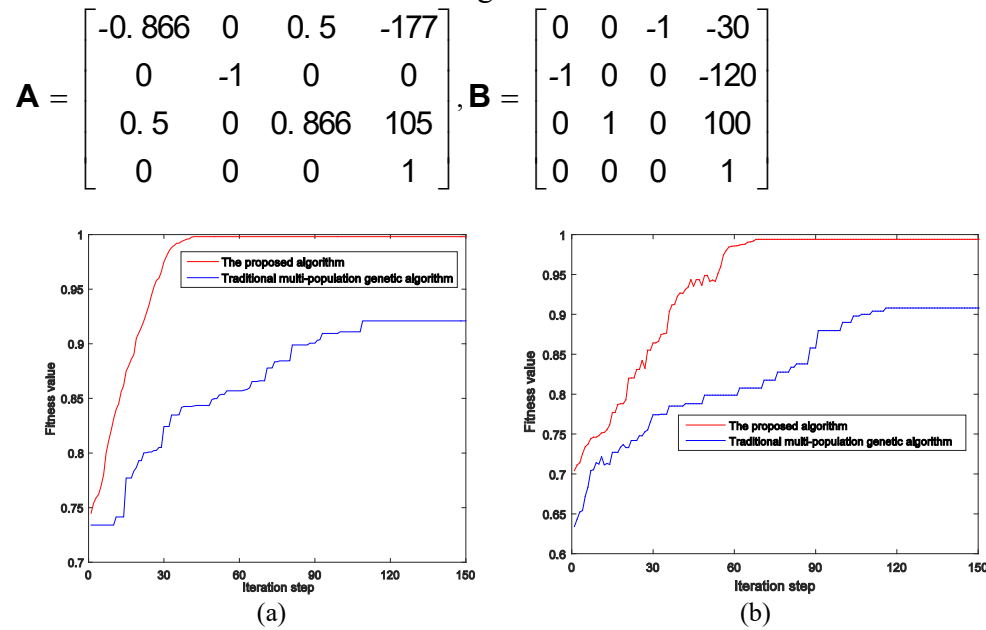 A = [ -0. 866 0 0.5 -177
0 -1 0 0
0. 5 0 0. 866 105
0 0 0 1 ] , B = [ 0 0 -1 -30
-1 0 0 -120
0 1 0 100
0 0 0 1 ]
1
0.95
0.9
0.85
0.8
0.75
0.7
Fitness value
The proposed algorithm
Traditional multi-population genetic algorithm
0 30 60 90 120 150
Iteration step
(a)
1
0.95
0.9
0.85
0.8
0.75
0.7
0.65
0.6
Fitness value
The proposed algorithm
Traditional multi-population genetic algorithm
0 30 60 90 120 150
Iteration step
(b)